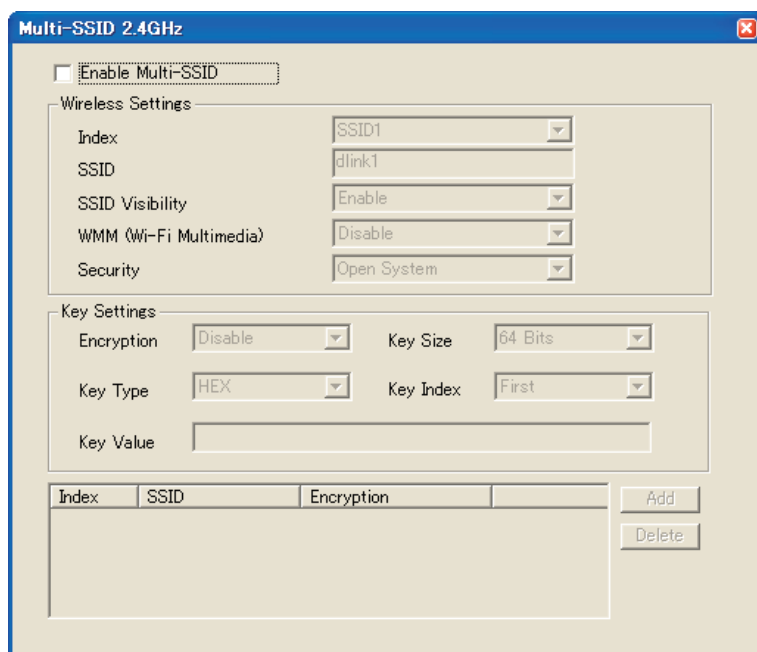 Multi-SSID 2.4GHz
Enable Multi-SSID
Wireless Settings
Index SSID1
SSID dlink1
SSID Visibility Enable
WMM (Wi-Fi Multimedia) Disable
Security Open System
Key Settings
Encryption Disable Key Size 64 Bits
Key Type HEX Key Index First
Key Value
Index SSID Encryption
Add
Delete